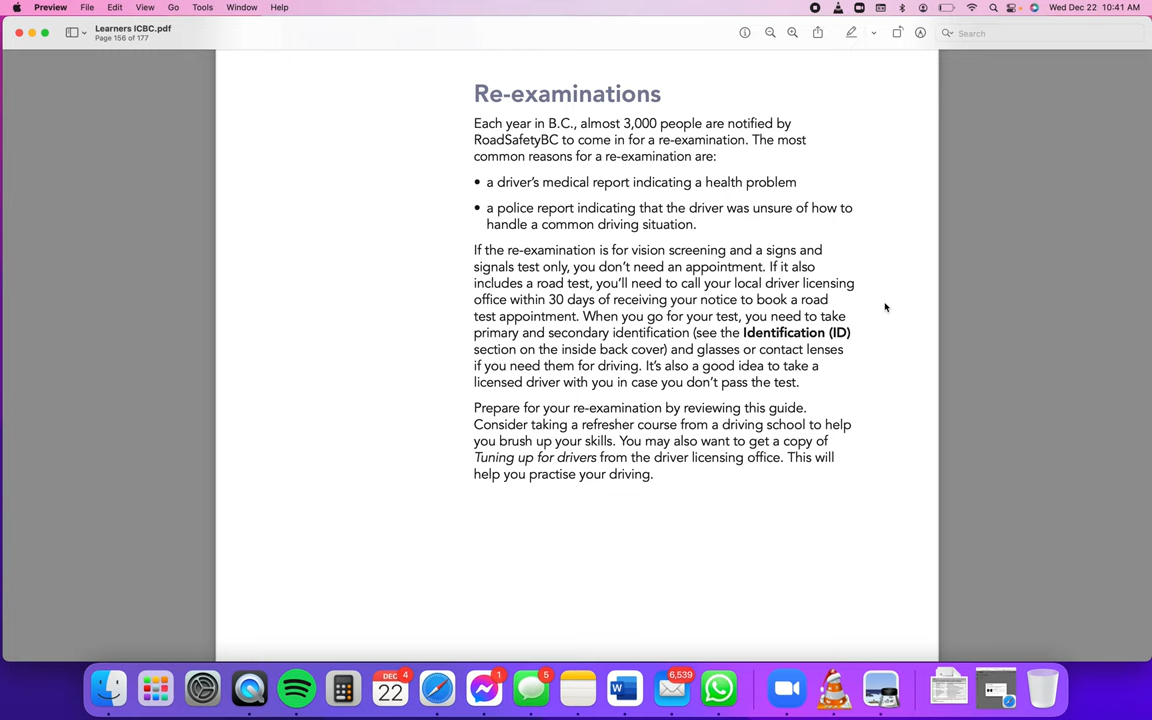 Preview File Edit View Go Tools Window Help Wed Dec 22 10:41 AM
Learners ICBC.pdf
Page 156 of 177
Search
Re-examinations
Each year in B.C., almost 3,000 people are notified by
RoadSafetyBC to come in for a re-examination. The most
common reasons for a re-examination are:
• a driver's medical report indicating a health problem
• a police report indicating that the driver was unsure of how to
handle a common driving situation.
If the re-examination is for vision screening and a signs and
signals test only, you don't need an appointment. If it also
includes a road test, you'll need to call your local driver licensing
office within 30 days of receiving your notice to book a road
test appointment. When you go for your test, you need to take
primary and secondary identification (see the Identification (ID)
section on the inside back cover) and glasses or contact lenses
if you need them for driving. It's also a good idea to take a
licensed driver with you in case you don't pass the test.
Prepare for your re-examination by reviewing this guide.
Consider taking a refresher course from a driving school to help
you brush up your skills. You may also want to get a copy of
Tuning up for drivers from the driver licensing office. This will
help you practise your driving.
DEC 4 1 5 6,539
22